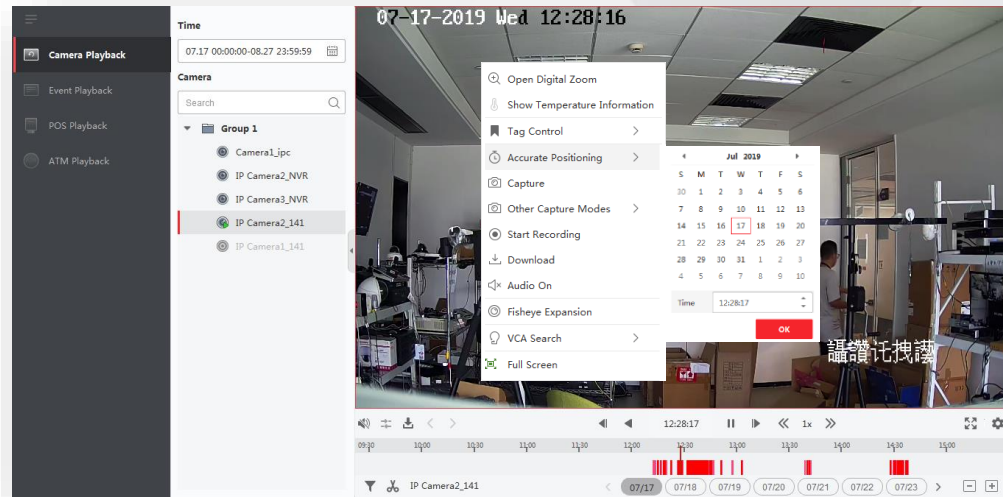 07-17-2019 Wed 12:28:16
Time
07.17 00:00:00-08.27 23:59:59
Camera Playback
Event Playback
POS Playback
ATM Playback
Camera
Search
Group 1
Camera1_ipc
IP Camera2_NVR
IP Camera3_NVR
IP Camera2_141
IP Camera1_141
Open Digital Zoom
Show Temperature Information
Tag Control
Accurate Positioning
Capture
Other Capture Modes
Start Recording
Download
Audio On
Fisheye Expansion
VCA Search
Full Screen
Jul 2019
S M T W T F S
30 1 2 3 4 5 6
7 8 9 10 11 12 13
14 15 16 17 18 19 20
21 22 23 24 25 26 27
28 29 30 31 1 2 3
4 5 6 7 8 9 10
Time 12:28:17
OK
12:28:17 1x
09:30 10:00 10:30 11:00 11:30 12:00 12:30 13:00 13:30 14:00 14:30 15:00
IP Camera2_141
07/17 07/18 07/19 07/20 07/21 07/22 07/23